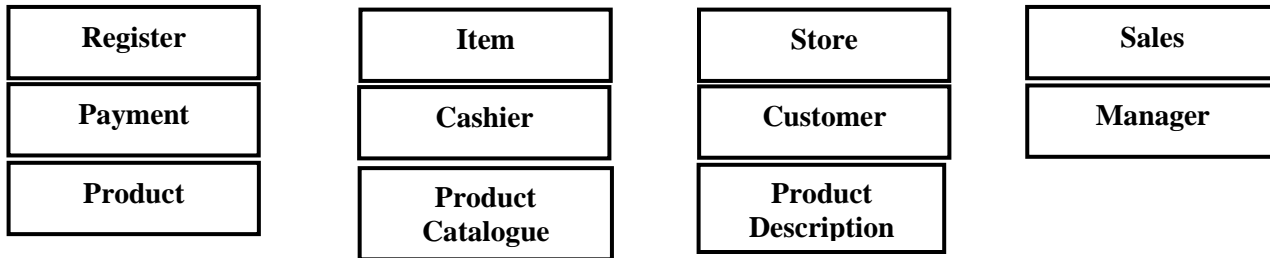 Register
Item
Store
Sales
Payment
Cashier
Customer
Manager
Product
Product
Catalogue
Product
Description